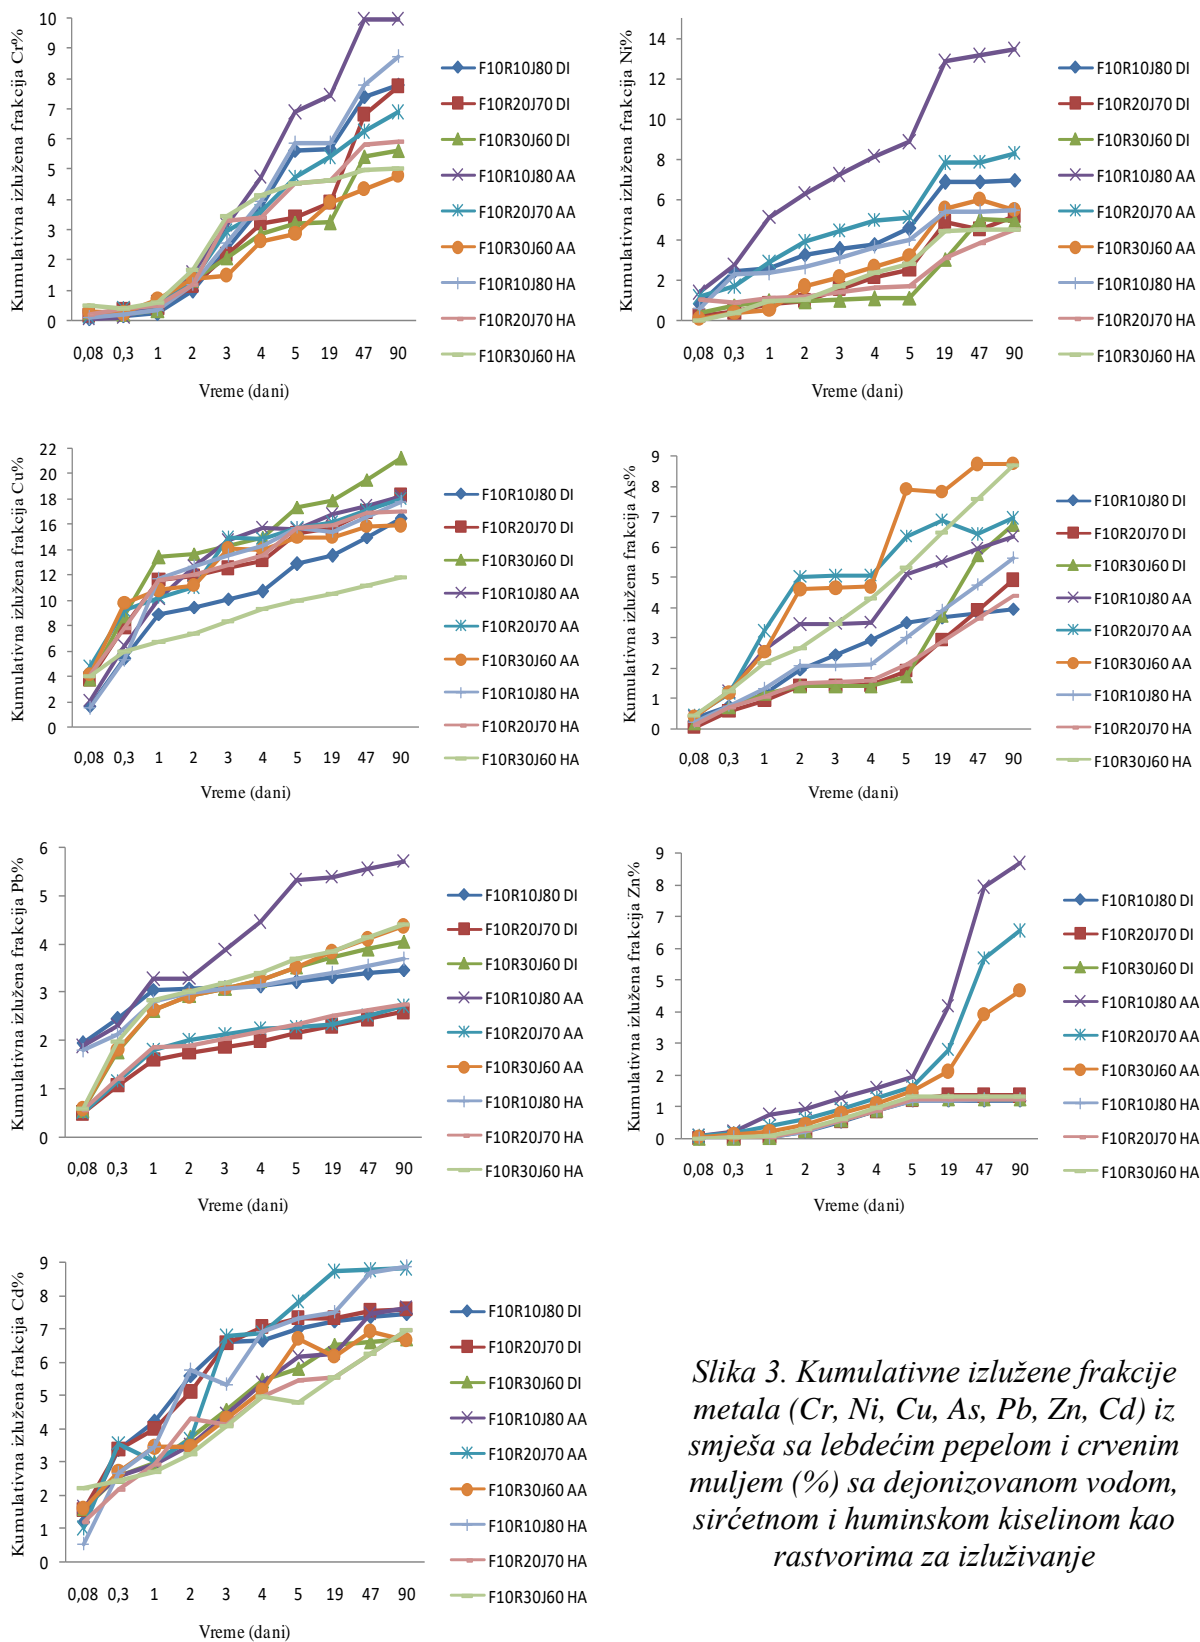 Kumulativna izlužena frakcija Cr%
10
9
8
7
6
5
4
3
2
1
0
0,08 0,3 1 2 3 4 5 19 47 90
Vreme (dani)
F10R10J80 DI
F10R20J70 DI
F10R30J60 DI
F10R10J80 AA
F10R20J70 AA
F10R30J60 AA
F10R10J80 HA
F10R20J70 HA
F10R30J60 HA
Kumulativna izlužena frakcija Ni%
14
12
10
8
6
4
2
0
0,08 0,3 1 2 3 4 5 19 47 90
Vreme (dani)
F10R10J80 DI
F10R20J70 DI
F10R30J60 DI
F10R10J80 AA
F10R20J70 AA
F10R30J60 AA
F10R10J80 HA
F10R20J70 HA
F10R30J60 HA
Kumulativna izlužena frakcija Cu%
22
20
18
16
14
12
10
8
6
4
2
0
0,08 0,3 1 2 3 4 5 19 47 90
Vreme (dani)
F10R10J80 DI
F10R20J70 DI
F10R30J60 DI
F10R10J80 AA
F10R20J70 AA
F10R30J60 AA
F10R10J80 HA
F10R20J70 HA
F10R30J60 HA
Kumulativna izlužena frakcija As%
9
8
7
6
5
4
3
2
1
0
0,08 0,3 1 2 3 4 5 19 47 90
Vreme (dani)
F10R10J80 DI
F10R20J70 DI
F10R30J60 DI
F10R10J80 AA
F10R20J70 AA
F10R30J60 AA
F10R10J80 HA
F10R20J70 HA
F10R30J60 HA
Kumulativna izlužena frakcija Pb%
6
5
4
3
2
1
0
0,08 0,3 1 2 3 4 5 19 47 90
Vreme (dani)
F10R10J80 DI
F10R20J70 DI
F10R30J60 DI
F10R10J80 AA
F10R20J70 AA
F10R30J60 AA
F10R10J80 HA
F10R20J70 HA
F10R30J60 HA
Kumulativna izlužena frakcija Zn%
9
8
7
6
5
4
3
2
1
0
0,08 0,3 1 2 3 4 5 19 47 90
Vreme (dani)
F10R10J80 DI
F10R20J70 DI
F10R30J60 DI
F10R10J80 AA
F10R20J70 AA
F10R30J60 AA
F10R10J80 HA
F10R20J70 HA
F10R30J60 HA
Kumulativna izlužena frakcija Cd%
9
8
7
6
5
4
3
2
1
0
0,08 0,3 1 2 3 4 5 19 47 90
Vreme (dani)
F10R10J80 DI
F10R20J70 DI
F10R30J60 DI
F10R10J80 AA
F10R20J70 AA
F10R30J60 AA
F10R10J80 HA
F10R20J70 HA
F10R30J60 HA
Slika 3. Kumulativne izlužene frakcije
metala (Cr, Ni, Cu, As, Pb, Zn, Cd) iz
smješa sa lebdećim pepelom i crvenim
muljem (%) sa dejonizovanom vodom,
sirćetnom i huminskom kiselinom kao
rastvorima za izluživanje